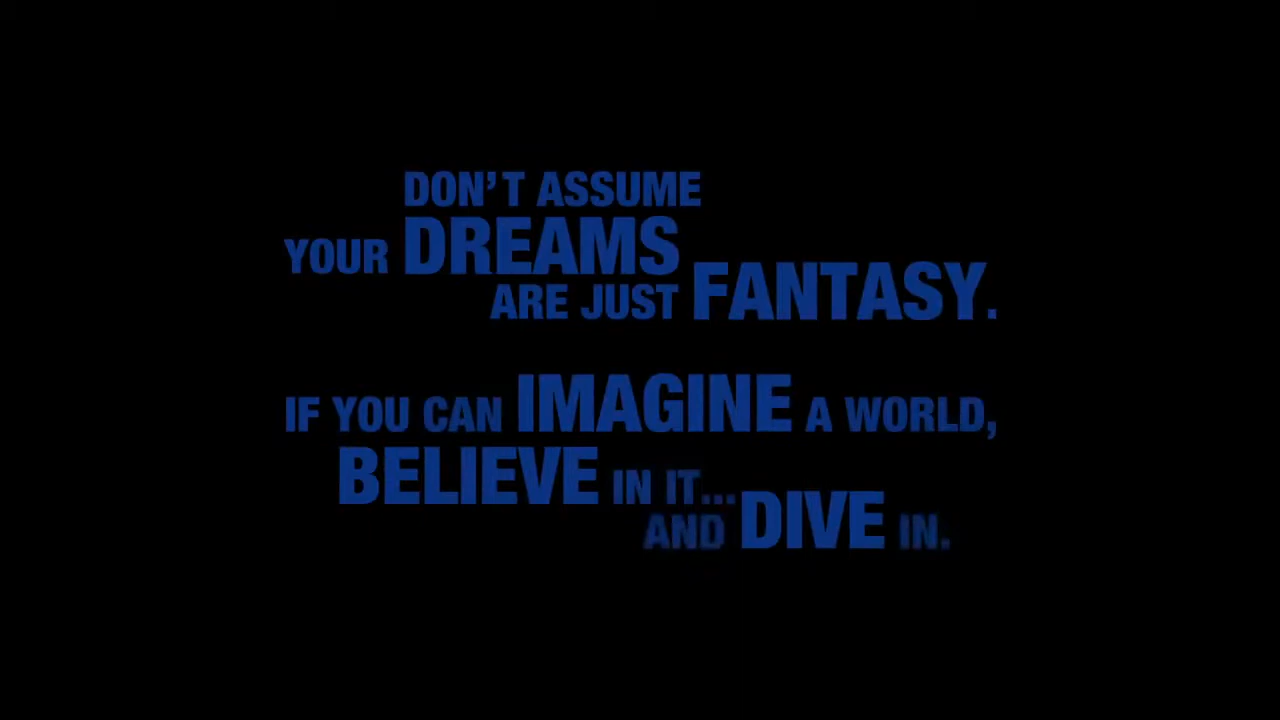 DON'T ASSUME
YOUR DREAMS
ARE JUST FANTASY.
IF YOU CAN IMAGINE A WORLD,
BELIEVE IN IT...
AND DIVE IN.